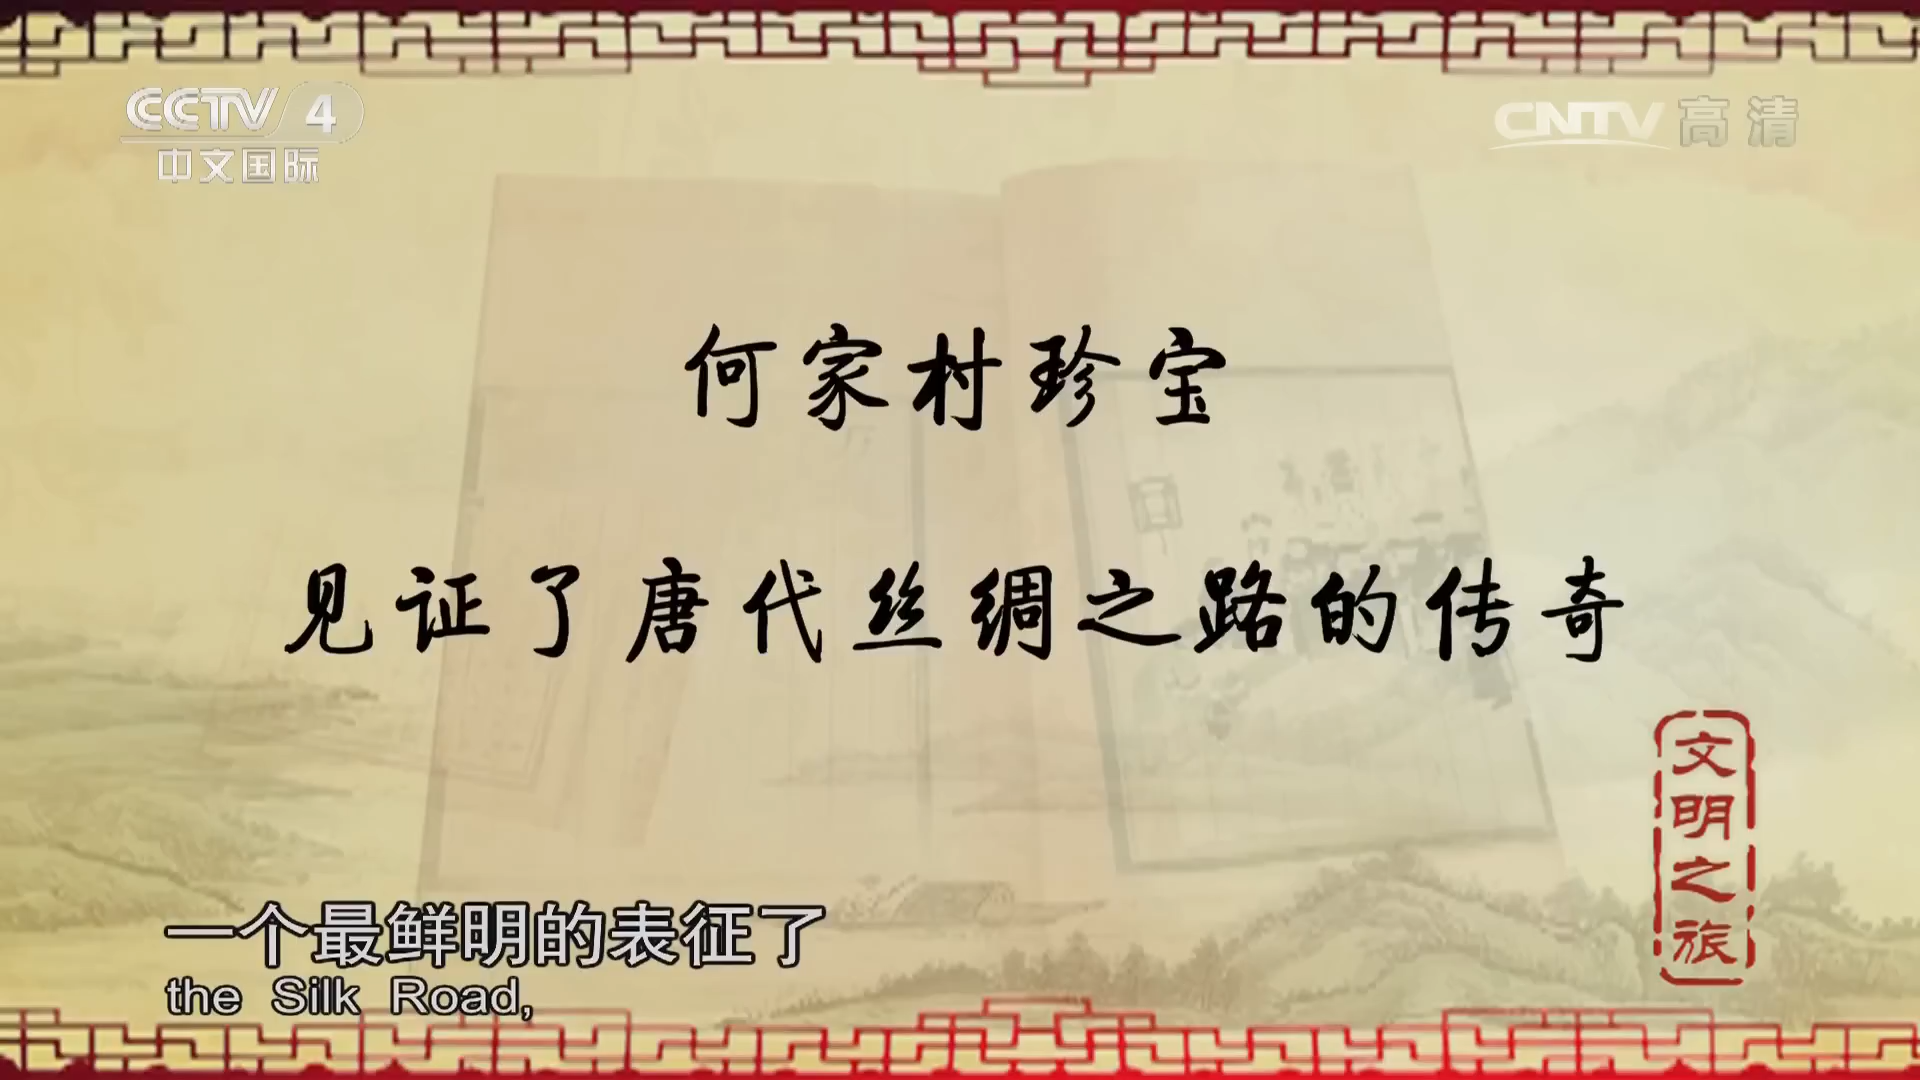 CCTV 4
中文国际
CNTV 高清
何家村珍宝
见证了唐代丝绸之路的传奇
文明之旅
一个最鲜明的表征了
the Silk Road,